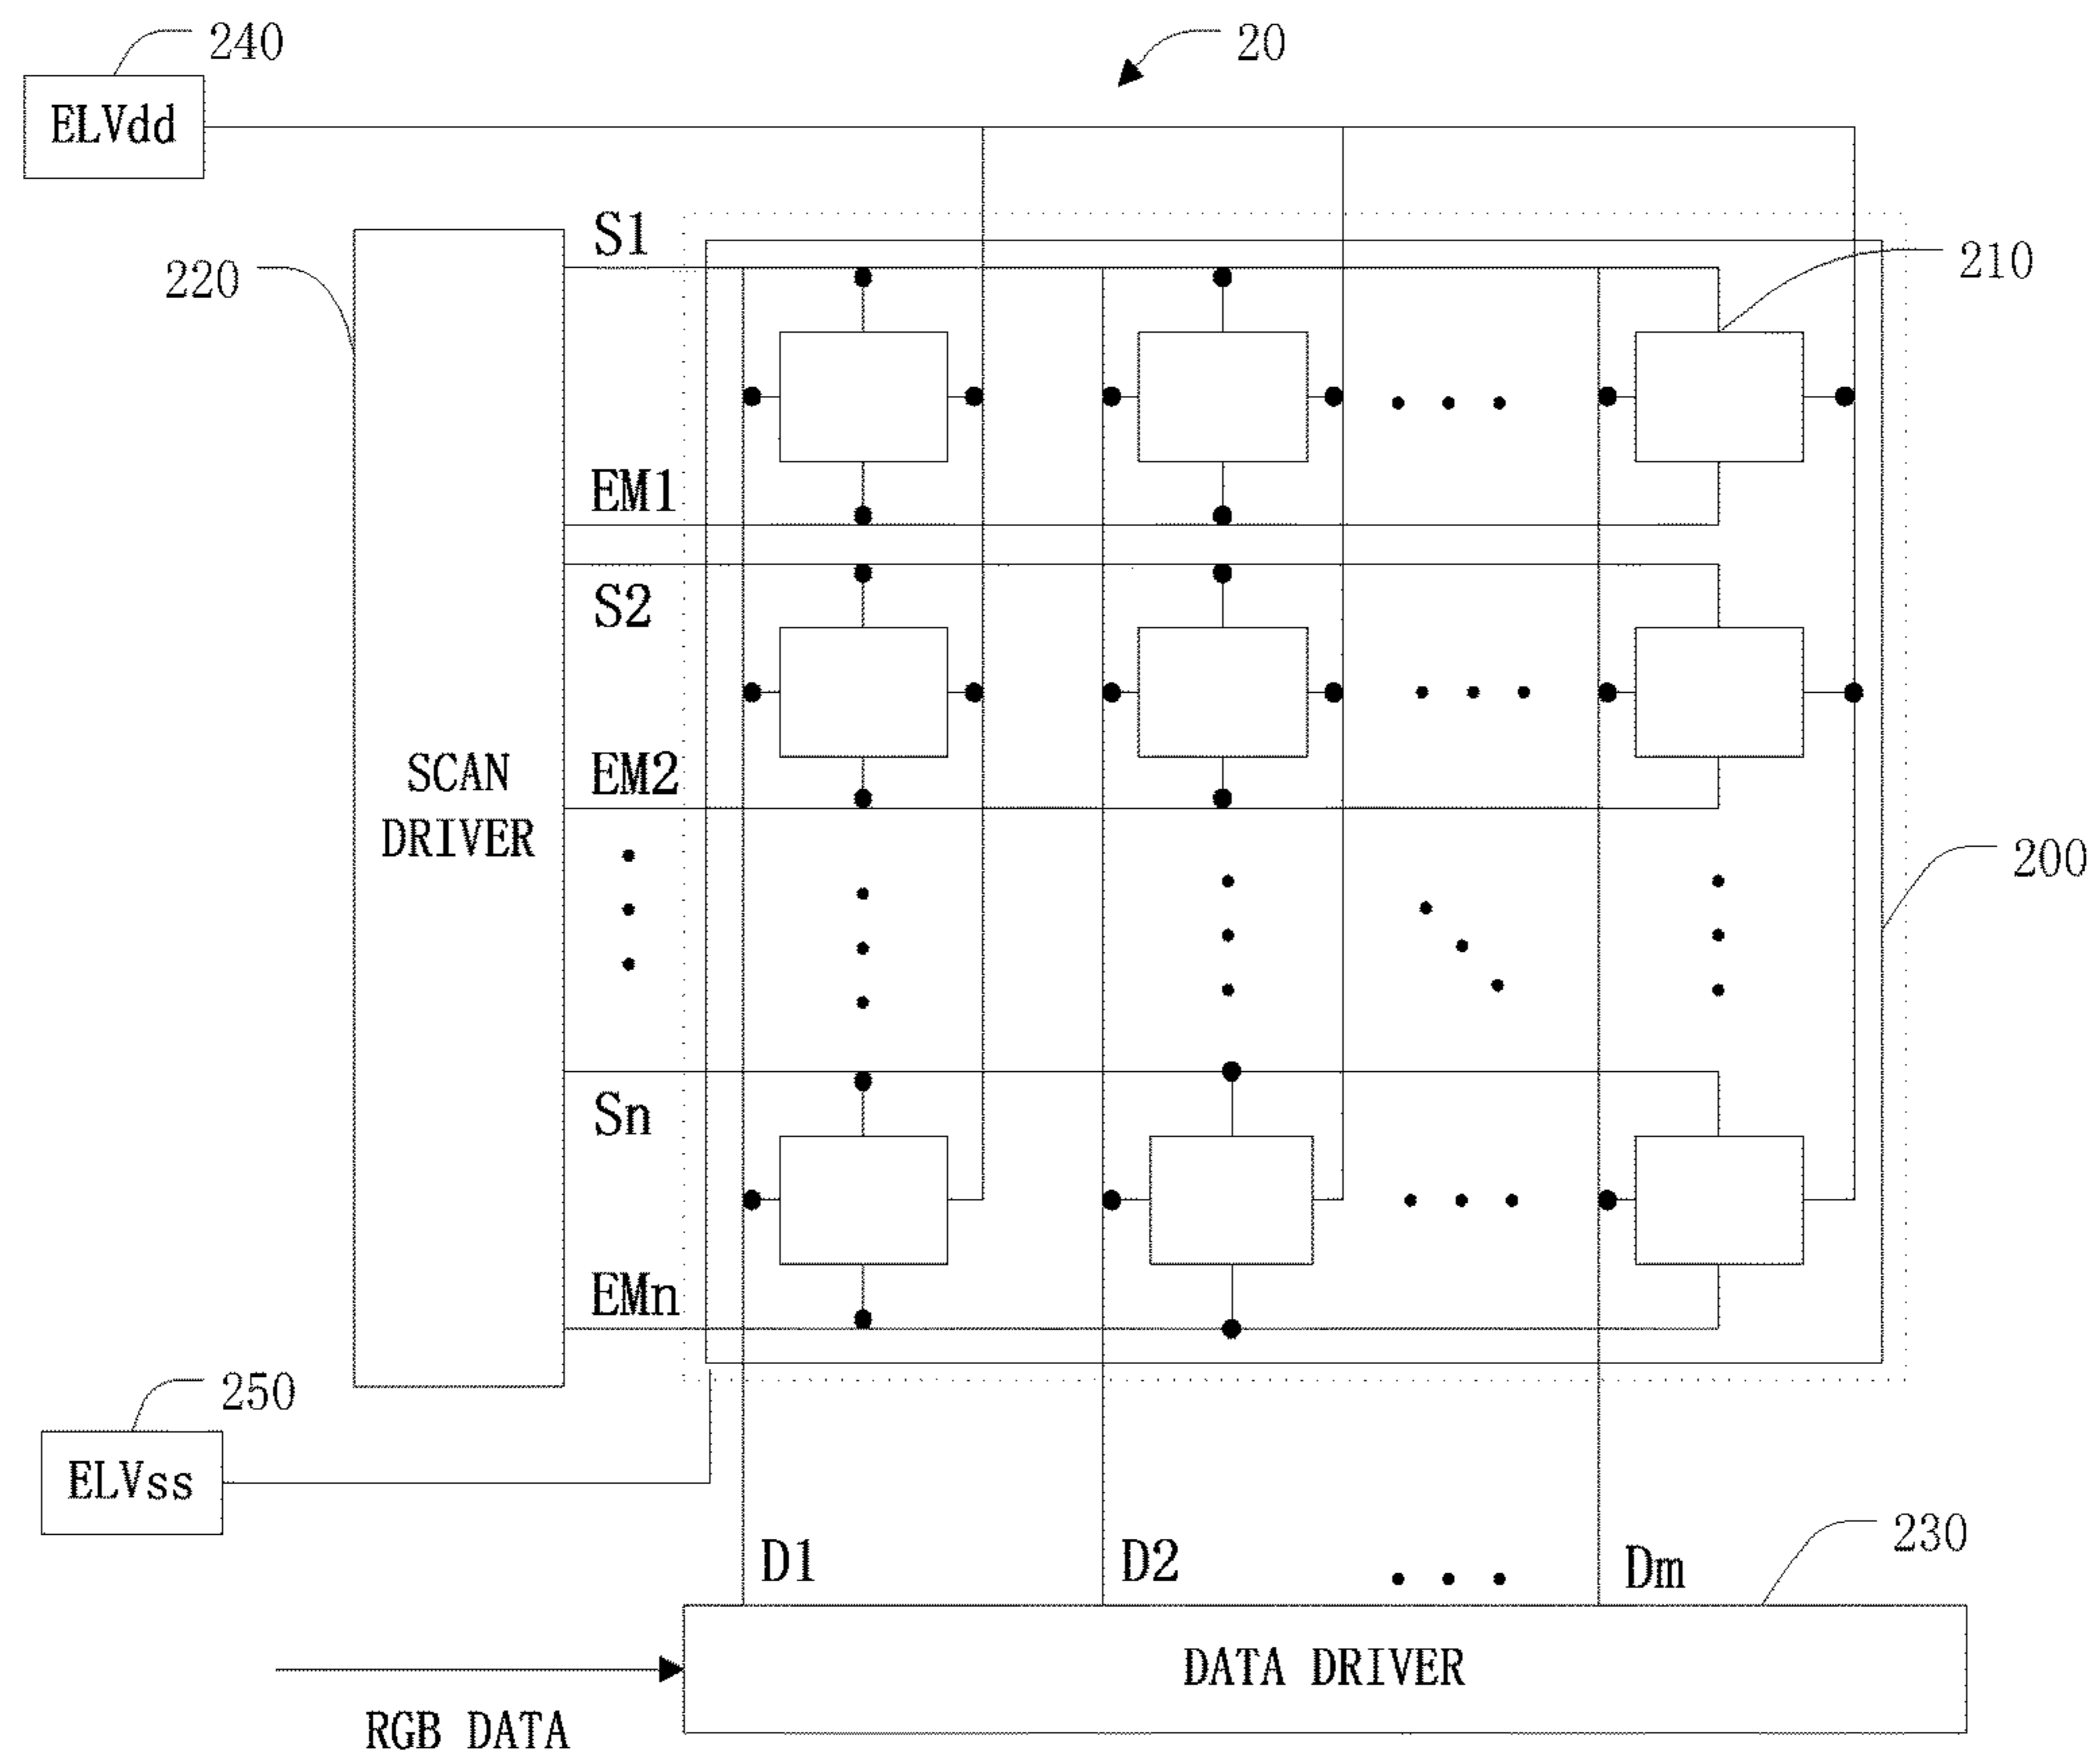 240
20
ELVdd
S1
220
210
EM1
S2
EM2
SCAN
DRIVER
200
Sn
EMn
250
ELVss
D1
D2
Dm
230
DATA DRIVER
RGB DATA